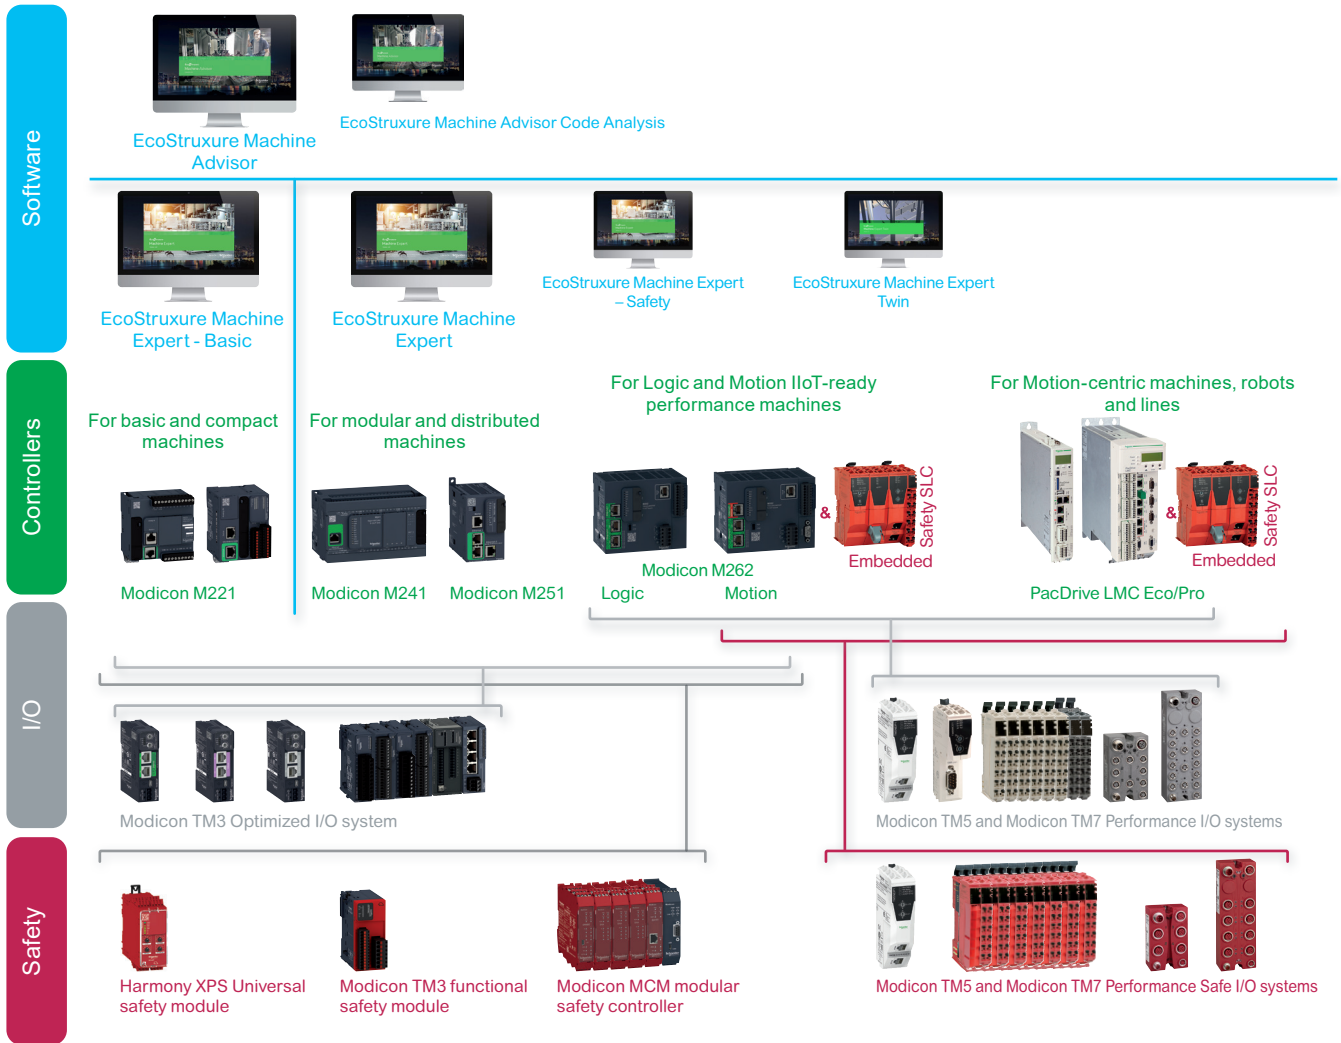 Software
EcoStruxure Machine
Advisor
EcoStruxure Machine Advisor Code Analysis
EcoStruxure Machine
Expert - Basic
EcoStruxure Machine
Expert
EcoStruxure Machine Expert
– Safety
EcoStruxure Machine Expert
Twin
Controllers
For basic and compact
machines
For modular and distributed
machines
For Logic and Motion IIoT-ready
performance machines
For Motion-centric machines, robots
and lines
&
Safety SLC
Embedded
&
Safety SLC
Embedded
Modicon M221
Modicon M241
Modicon M251
Modicon M262
Logic
Motion
PacDrive LMC Eco/Pro
I/O
Modicon TM3 Optimized I/O system
Modicon TM5 and Modicon TM7 Performance I/O systems
Safety
Harmony XPS Universal
safety module
Modicon TM3 functional
safety module
Modicon MCM modular
safety controller
Modicon TM5 and Modicon TM7 Performance Safe I/O systems